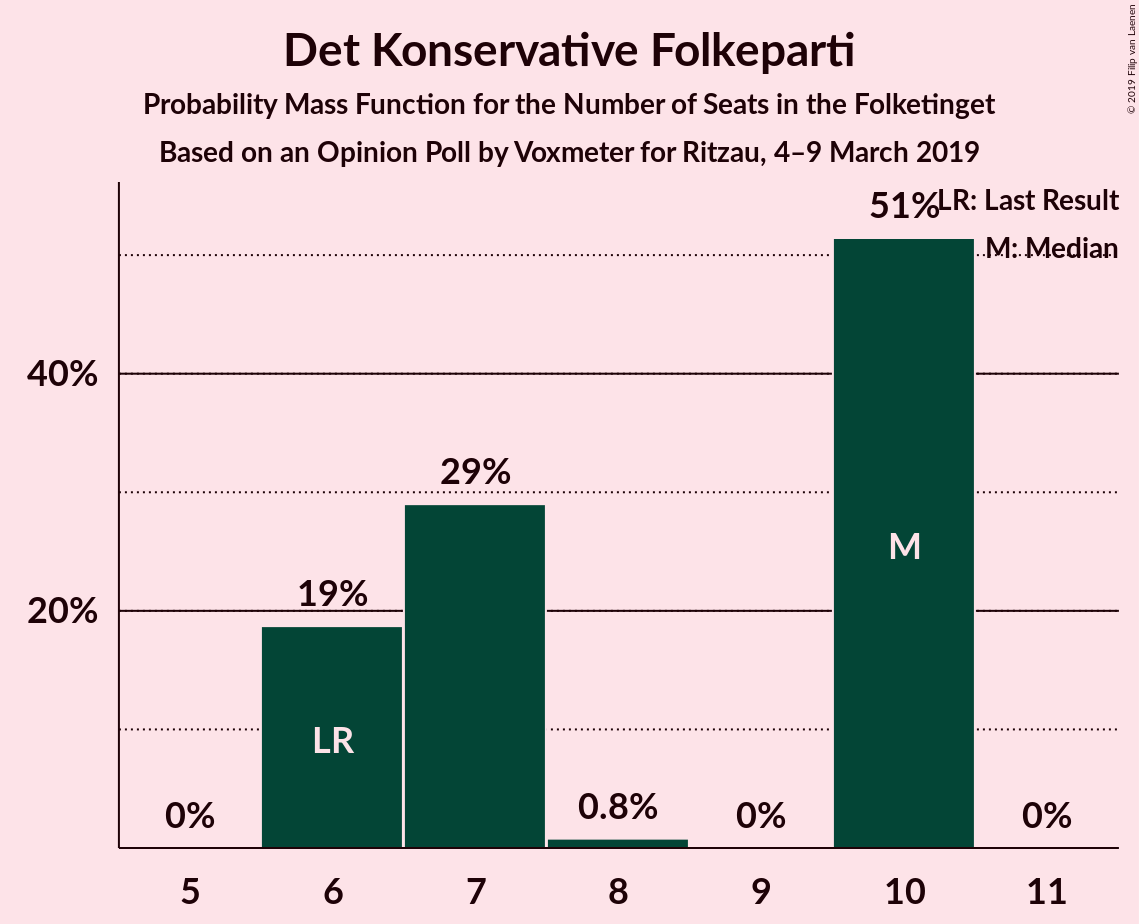 Det Konservative Folkeparti
Probability Mass Function for the Number of Seats in the Folketinget
Based on an Opinion Poll by Voxmeter for Ritzau, 4–9 March 2019
© 2019 Filip van Laenen
LR: Last Result
M: Median
51%
40%
29%
20%
19%
M
LR
0%
0.8%
0%
0%
5 6 7 8 9 10 11